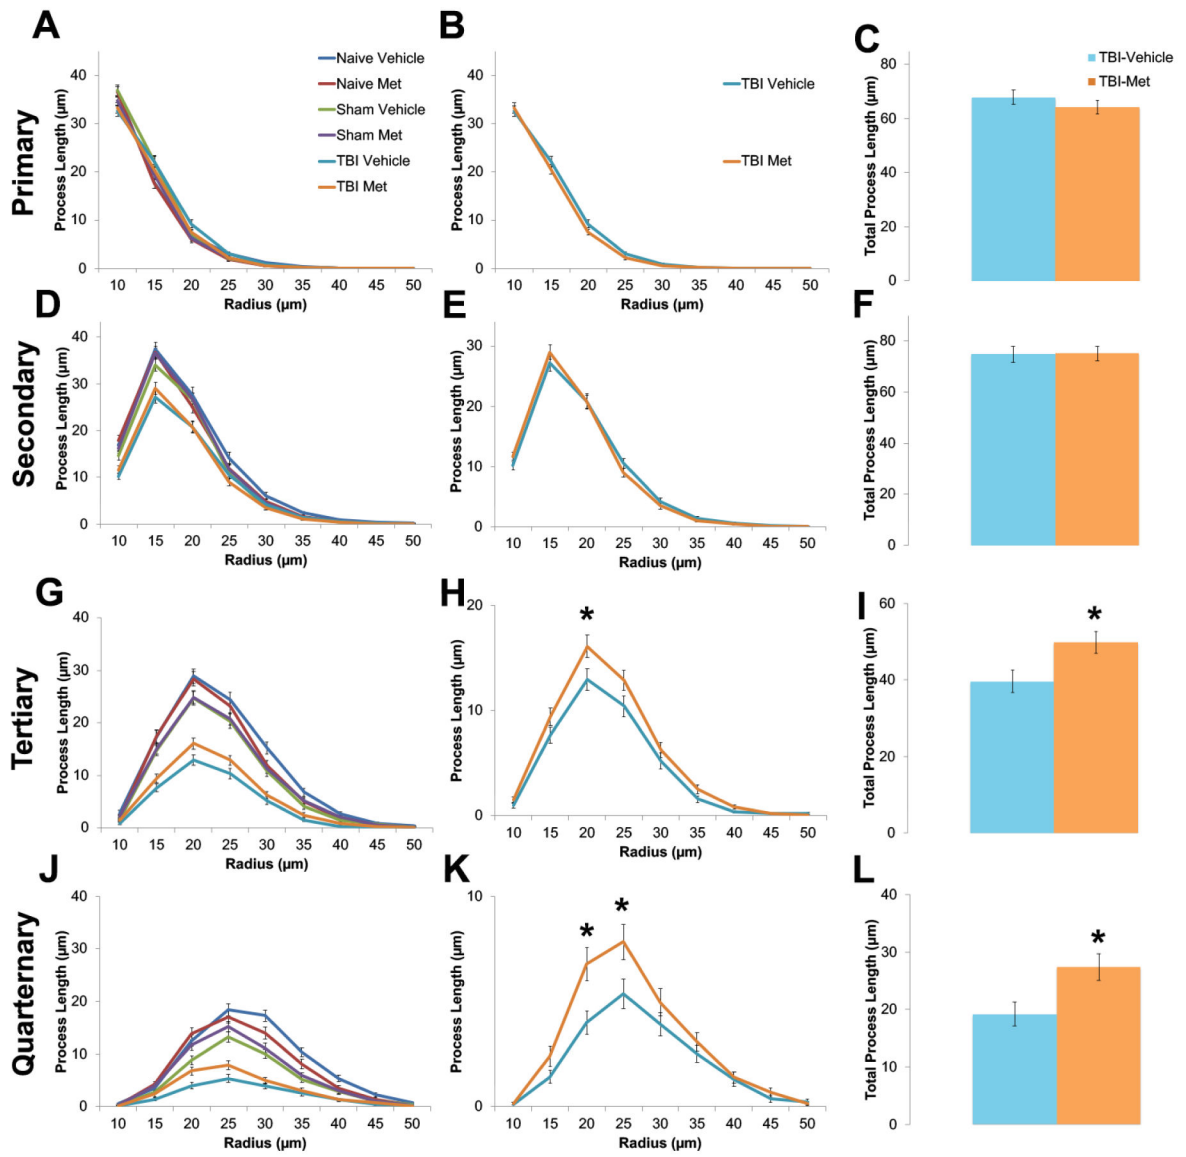 A
B
C
Primary
Process Length (µm)
40
30
20
10
0
10 15 20 25 30 35 40 45 50
Radius (µm)
Naive Vehicle
Naive Met
Sham Vehicle
Sham Met
TBI Vehicle
TBI Met
Process Length (µm)
40
30
20
10
0
10 15 20 25 30 35 40 45 50
Radius (µm)
TBI Vehicle
TBI Met
Total Process Length (µm)
80
60
40
20
0
TBI-Vehicle
TBI-Met
D
E
F
Secondary
Process Length (µm)
40
30
20
10
0
10 15 20 25 30 35 40 45 50
Radius (µm)
Process Length (µm)
30
20
10
0
10 15 20 25 30 35 40 45 50
Radius (µm)
Total Process Length (µm)
80
60
40
20
0
G
H
I
Tertiary
Process Length (µm)
40
30
20
10
0
10 15 20 25 30 35 40 45 50
Radius (µm)
Process Length (µm)
20
10
0
*
10 15 20 25 30 35 40 45 50
Radius (µm)
Total Process Length (µm)
60
40
20
0
*
J
K
L
Quarternary
Process Length (µm)
40
30
20
10
0
10 15 20 25 30 35 40 45 50
Radius (µm)
Process Length (µm)
10
5
0
* *
10 15 20 25 30 35 40 45 50
Radius (µm)
Total Process Length (µm)
40
30
20
10
0
*